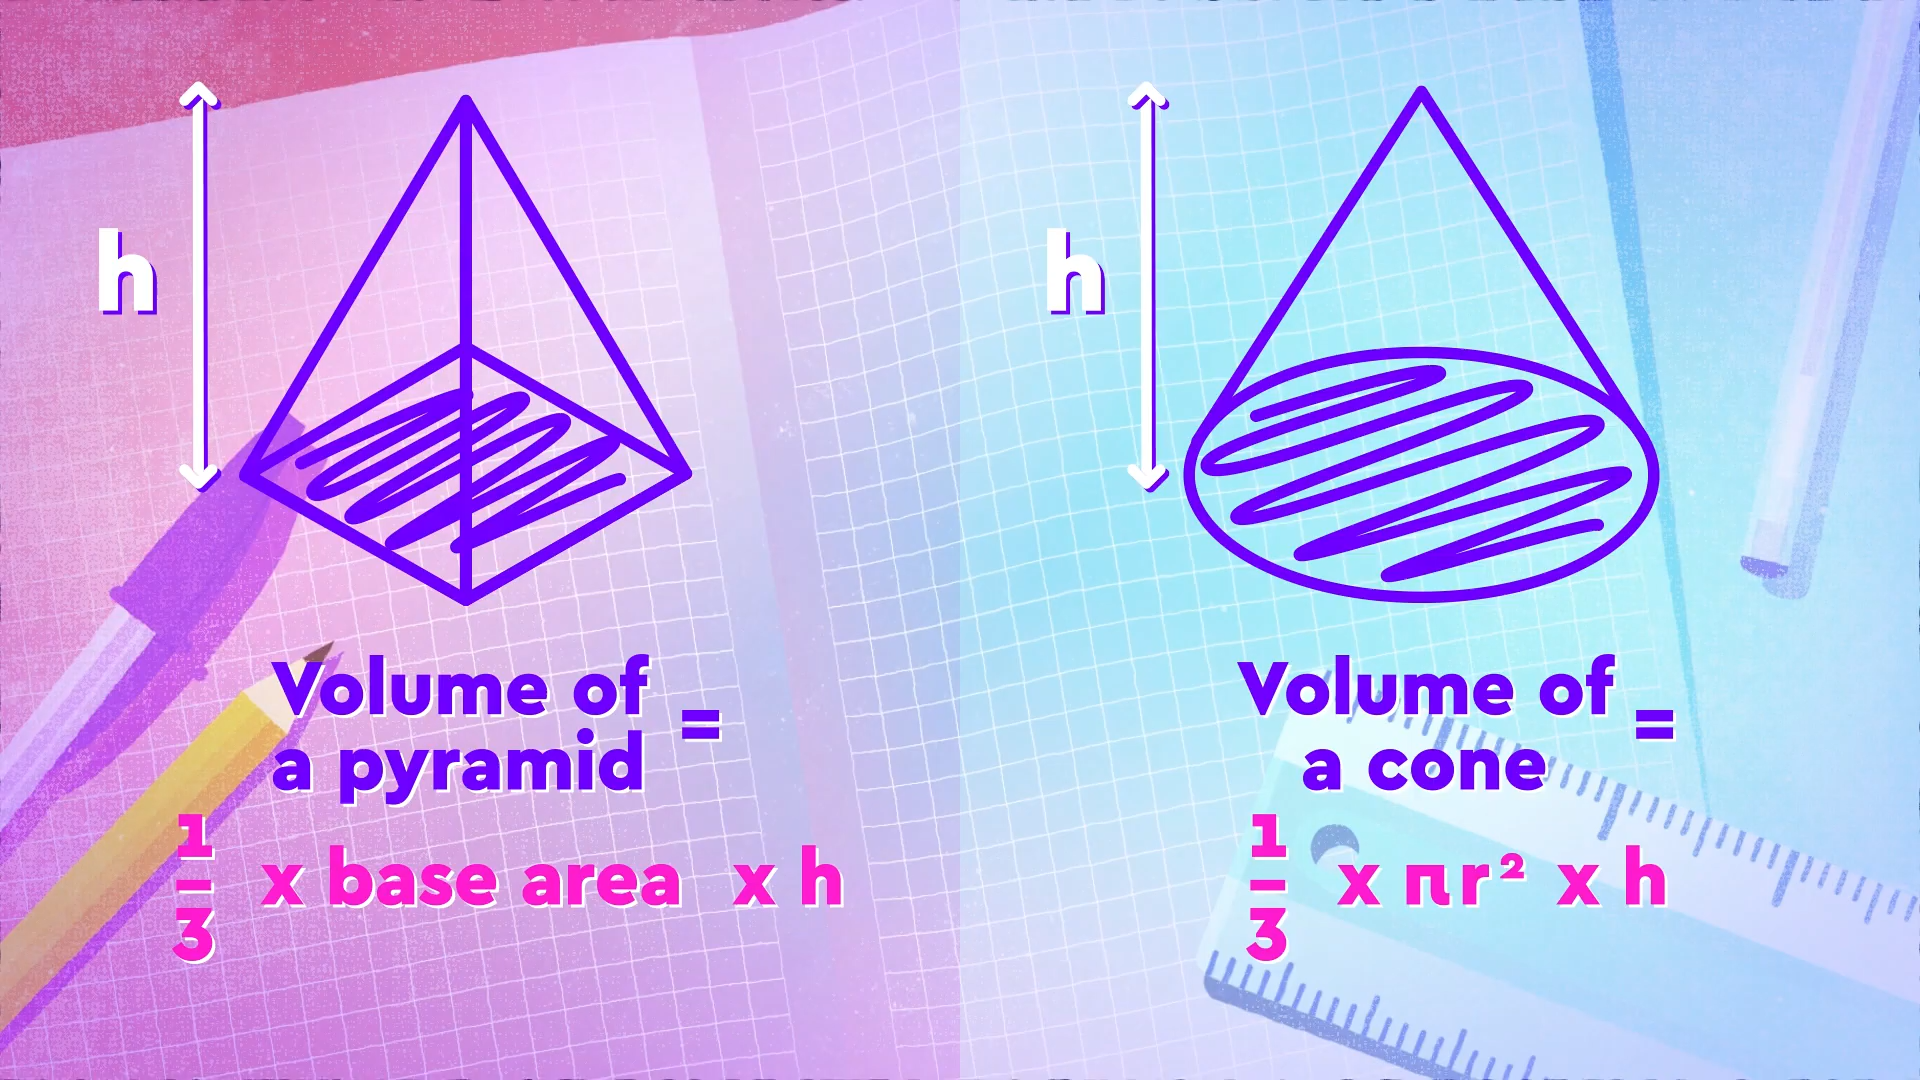 h
Volume of
a pyramid =
1
3
x base area x h
h
Volume of
a cone =
1
3
x πr² x h